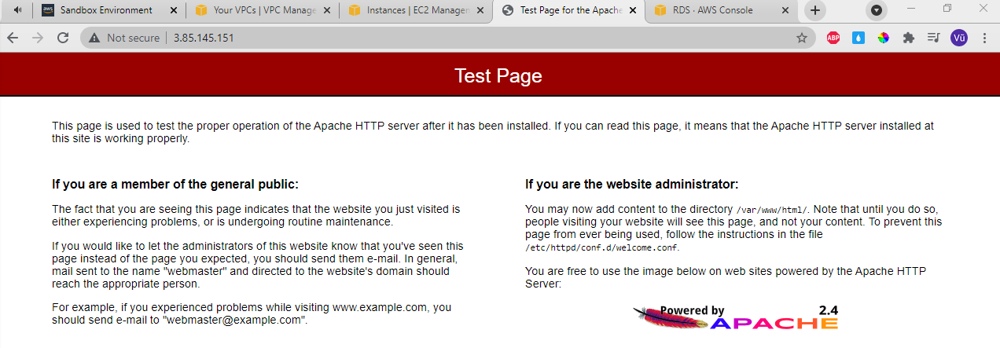 Sandbox Environment
Your VPCs | VPC Manage
Instances | EC2 Managen
Test Page for the Apache
RDS · AWS Console
Not secure | 3.85.145.151
ABP
Vũ
Test Page
This page is used to test the proper operation of the Apache HTTP server after it has been installed. If you can read this page, it means that the Apache HTTP server installed at
this site is working properly.
If you are a member of the general public:
The fact that you are seeing this page indicates that the website you just visited is
either experiencing problems, or is undergoing routine maintenance.
If you would like to let the administrators of this website know that you've seen this
page instead of the page you expected, you should send them e-mail. In general,
mail sent to the name "webmaster" and directed to the website's domain should
reach the appropriate person.
For example, if you experienced problems while visiting www.example.com, you
should send e-mail to "webmaster@example.com".
If you are the website administrator:
You may now add content to the directory /var/www/html/. Note that until you do so,
people visiting your website will see this page, and not your content. To prevent this
page from ever being used, follow the instructions in the file
/etc/httpd/conf.d/welcome.conf.
You are free to use the image below on web sites powered by the Apache HTTP
Server:
Powered by 2.4
APACHE